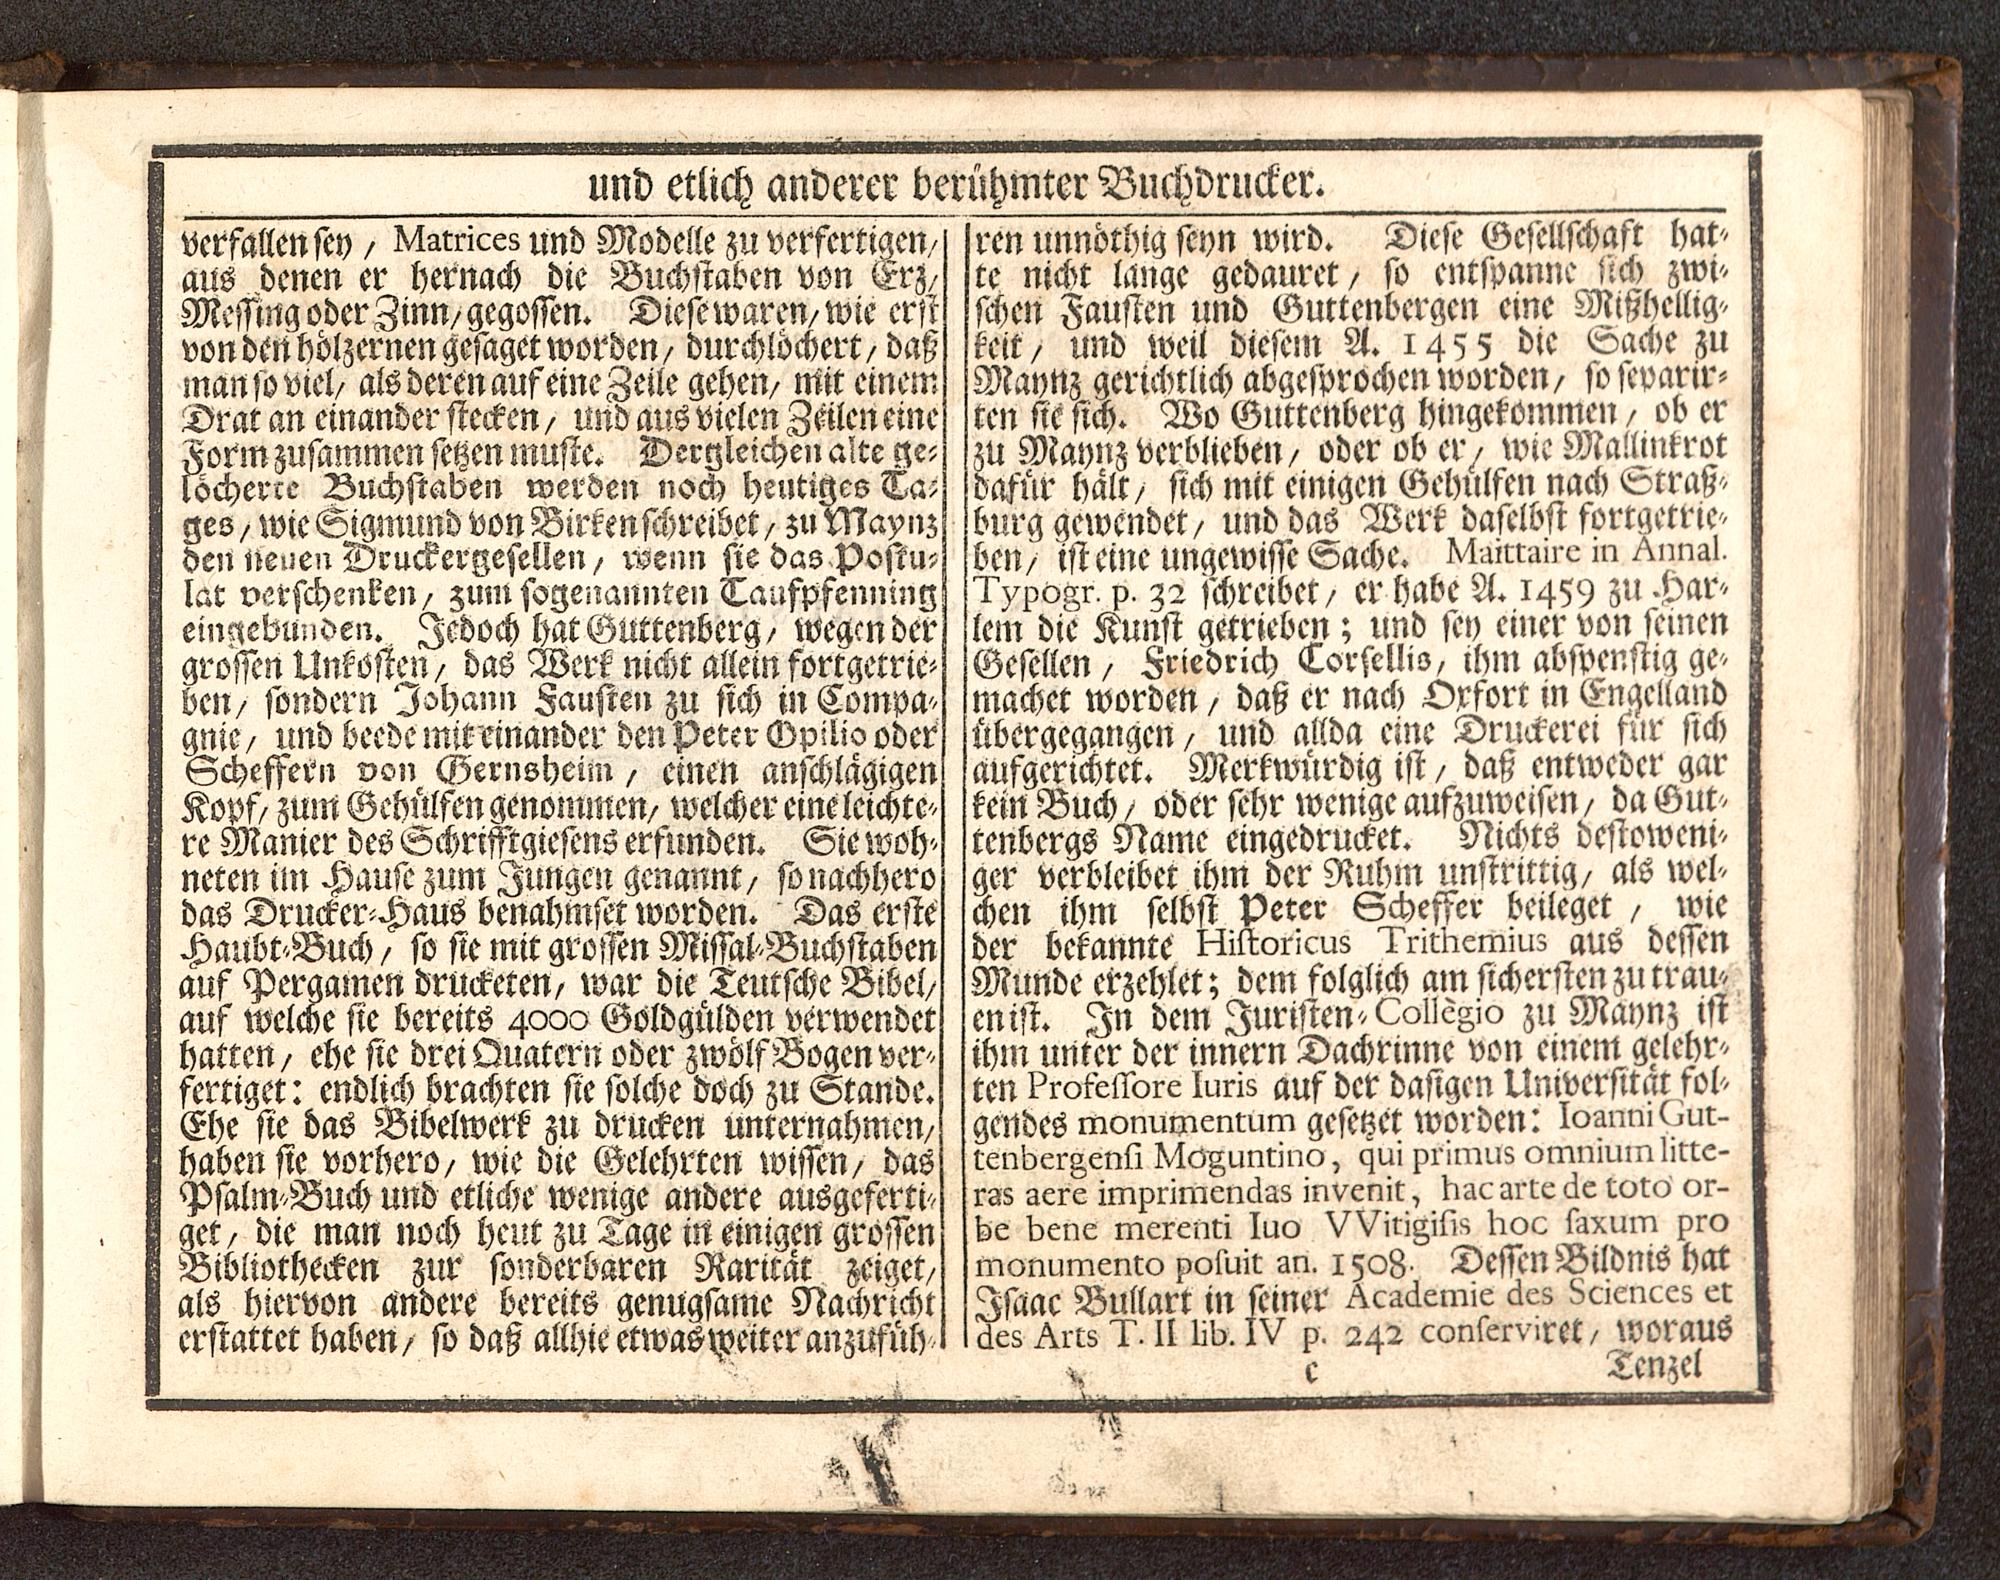 und etlich anderer berühmter Buchdrucker.
verfallen sey, Matrices und Modelle zu verfertigen,
aus denen er hernach die Buchstaben von Erz,
Messing oder Zinn, gegossen. Diese waren, wie erst
von den hölzernen gesaget worden, durchlöchert, daß
man so viel, als deren auf eine Zeile gehen, mit einem
Drat an einander stecken, und aus vielen Zeilen eine
Form zusammen setzen muste. Dergleichen alte ge-
löcherte Buchstaben werden noch heutiges Ta-
ges, wie Sigmund von Birken schreibet, zu Maynz
den neuen Druckergesellen, wenn sie das Postu-
lat verschenken, zum sogenannten Taufpfenning
eingebunden. Jedoch hat Guttenberg, wegen der
grossen Unkosten, das Werk nicht allein fortgetrie-
ben, sondern Johann Fausten zu sich in Compa-
gnie, und beede mit einander den Peter Opilio oder
Scheffern von Gernsheim, einen anschlägigen
Kopf, zum Gehülfen genommen, welcher eine leichte-
re Manier des Schrifftgiesens erfunden. Sie woh-
neten im Hause zum Jungen genannt, so nachhero
das Drucker-Haus benahmset worden. Das erste
Haubt-Buch, so sie mit grossen Missal-Buchstaben
auf Pergamen drucketen, war die Teutsche Bibel,
auf welche sie bereits 4000 Goldgülden verwendet
hatten, ehe sie drei Quatern oder zwölf Bogen ver-
fertiget: endlich brachten sie solche doch zu Stande.
Ehe sie das Bibelwerk zu drucken unternahmen,
haben sie vorhero, wie die Gelehrten wissen, das
Psalm-Buch und etliche wenige andere ausgeferti-
get, die man noch heut zu Tage in einigen grossen
Bibliothecken zur sonderbaren Rarität zeiget,
als hiervon andere bereits genugsame Nachricht
erstattet haben, so daß allhie etwas weiter anzufüh-
ren unnöthig seyn wird. Diese Gesellschaft hat-
te nicht lange gedauret, so entspanne sich zwi-
schen Fausten und Guttenbergen eine Mißhellig-
keit, und weil diesem A. 1455 die Sache zu
Maynz gerichtlich abgesprochen worden, so separir-
ten sie sich. Wo Guttenberg hingekommen, ob er
zu Maynz verblieben, oder ob er, wie Mallinkrot
dafür hält, sich mit einigen Gehülfen nach Straß-
burg gewendet, und das Werk daselbst fortgetrie-
ben, ist eine ungewisse Sache. Maittaire in Annal.
Typogr. p. 32 schreibet, er habe A. 1459 zu Har-
lem die Kunst getrieben; und sey einer von seinen
Gesellen, Friedrich Corsellis, ihm abspenstig ge-
machet worden, daß er nach Oxfort in Engelland
übergegangen, und allda eine Druckerei für sich
aufgerichtet. Merkwürdig ist, daß entweder gar
kein Buch, oder sehr wenige aufzuweisen, da Gut-
tenbergs Name eingedrucket. Nichts destoweni-
ger verbleibet ihm der Ruhm unstrittig, als wel-
chen ihm selbst Peter Scheffer beileget, wie
der bekannte Historicus Trithemius aus dessen
Munde erzehlet; dem folglich am sichersten zu trau-
en ist. In dem Juristen-Collègio zu Maynz ist
ihm unter der innern Dachrinne von einem gelehr-
ten Professore Iuris auf der dasigen Universität fol-
gendes monumentum gesetzet worden: Ioanni Gut-
tenbergensi Moguntino, qui primus omnium litte-
ras aere imprimendas invenit, hac arte de toto or-
be bene merenti Iuo VVitigisis hoc saxum pro
monumento posuit an. 1508. Dessen Bildnis hat
Isaac Bullart in seiner Academie des Sciences et
des Arts T. II lib. IV p. 242 conserviret, woraus
c Tenzel